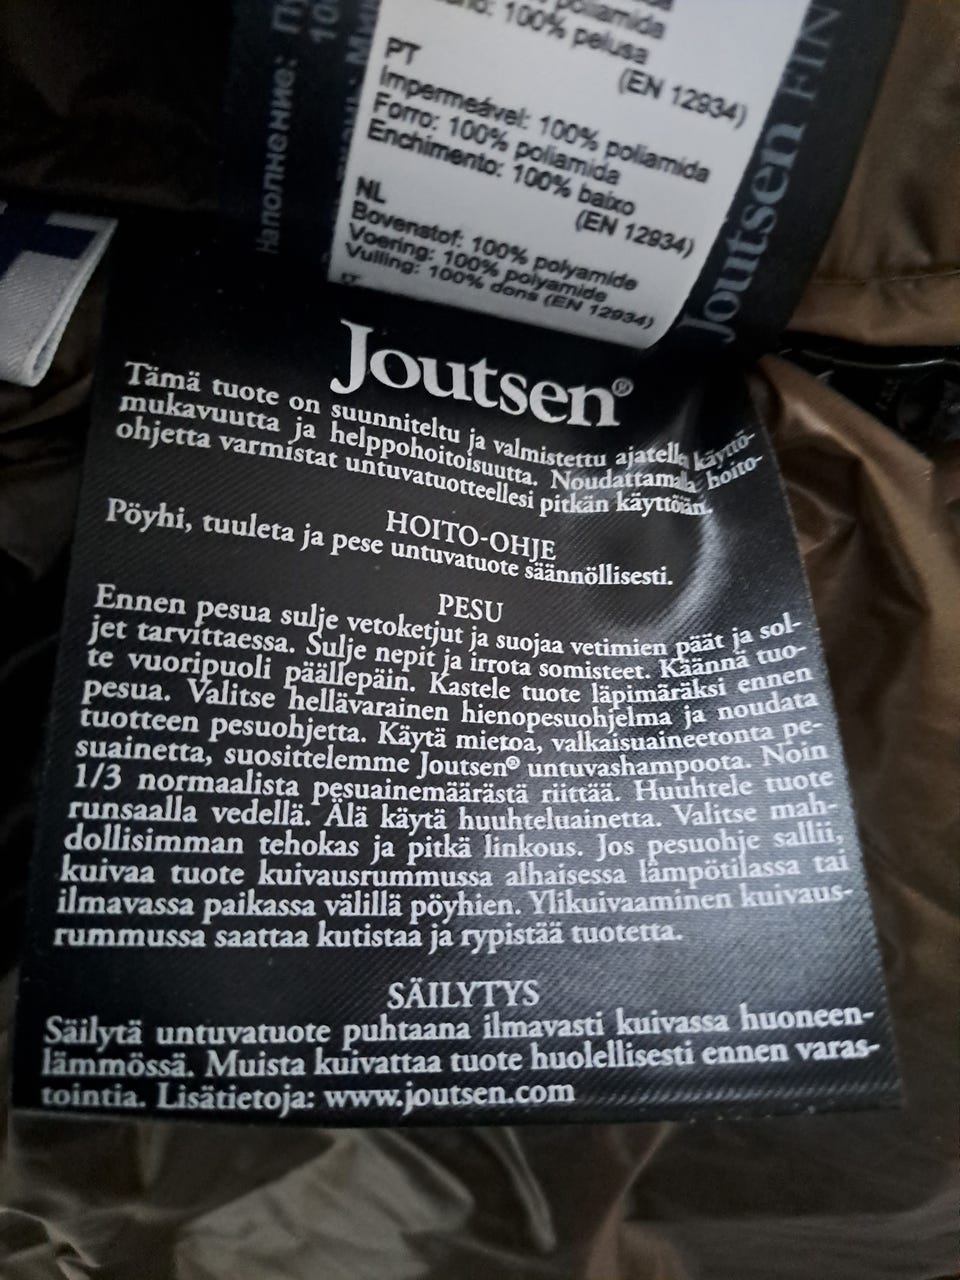 poliamida
100% pelusa
(EN 12934)
PT
Impermeável: 100% poliamida
Forro: 100% poliamida
Enchimento: 100% baixo
(EN 12934)
NL
Bovenstof: 100% polyamide
Voering: 100% polyamide
Vulling: 100% dons (EN 12934)
Наполнение:
Joutsen FIN
Joutsen®
Tämä tuote on suunniteltu ja valmistettu ajatella käyttö-
mukavuutta ja helppohoitoisuutta. Noudattamalla hoito-
ohjetta varmistat untuvatuotteellesi pitkän käyttöiän.
HOITO-OHJE
Pöyhi, tuuleta ja pese untuvatuote säännöllisesti.
PESU
Ennen pesua sulje vetoketjut ja suojaa vetimien päät ja sol-
jet tarvittaessa. Sulje nepit ja irrota somisteet. Käännä tuo-
te vuoripuoli päällepäin. Kastele tuote läpimäräksi ennen
pesua. Valitse hellävarainen hienopesuohjelma ja noudata
tuotteen pesuohjetta. Käytä mietoa, valkaisuaineetonta pe-
suainetta, suosittelemme Joutsen® untuvashampoota. Noin
1/3 normaalista pesuainemäärästä riittää. Huuhtele tuote
runsaalla vedellä. Älä käytä huuhteluainetta. Valitse mah-
dollisimman tehokas ja pitkä linkous. Jos pesuohje sallii,
kuivaa tuote kuivausrummussa alhaisessa lämpötilassa tai
ilmavassa paikassa välillä pöyhien. Ylikuivaaminen kuivaus-
rummussa saattaa kutistaa ja rypistää tuotetta.
SÄILYTYS
Säilytä untuvatuote puhtaana ilmavasti kuivassa huoneen-
lämmössä. Muista kuivattaa tuote huolellisesti ennen varas-
tointia. Lisätietoja: www.joutsen.com